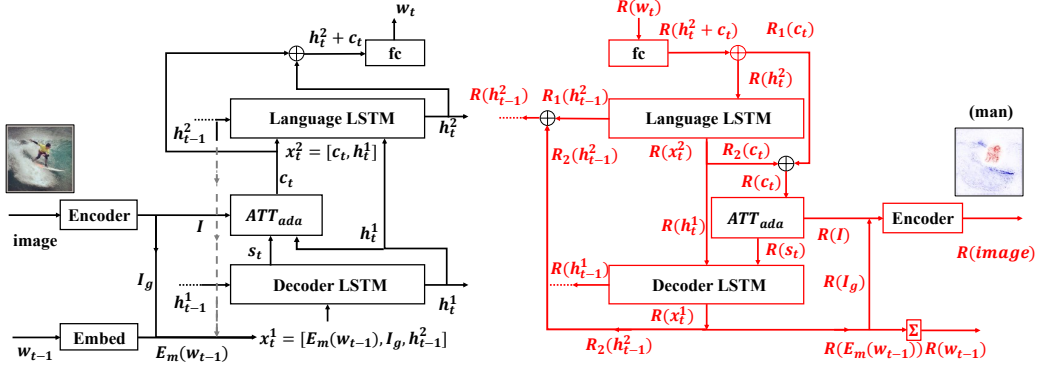 w_t
h_t^2 + c_t
fc
h_{t-1}^2
Language LSTM
h_t^2
x_t^2 = [c_t, h_t^1]
c_t
Encoder
image
I
ATT_{ada}
h_t^1
s_t
I_g
h_{t-1}^1
Decoder LSTM
h_t^1
Embed
w_{t-1}
E_m(w_{t-1})
x_t^1 = [E_m(w_{t-1}), I_g, h_{t-1}^2]
R(w_t)
fc
R(h_t^2 + c_t)
R_1(c_t)
R(h_t^2)
R(h_{t-1}^2)
R_1(h_{t-1}^2)
Language LSTM
(man)
R_2(h_{t-1}^2)
R(x_t^2)
R_2(c_t)
R(c_t)
R(h_t^1)
ATT_{ada}
Encoder
R(I)
R(image)
R(s_t)
R(h_{t-1}^1)
R(I_g)
Decoder LSTM
R(x_t^1)
Σ
R_2(h_{t-1}^2)
R(E_m(w_{t-1}))
R(w_{t-1})